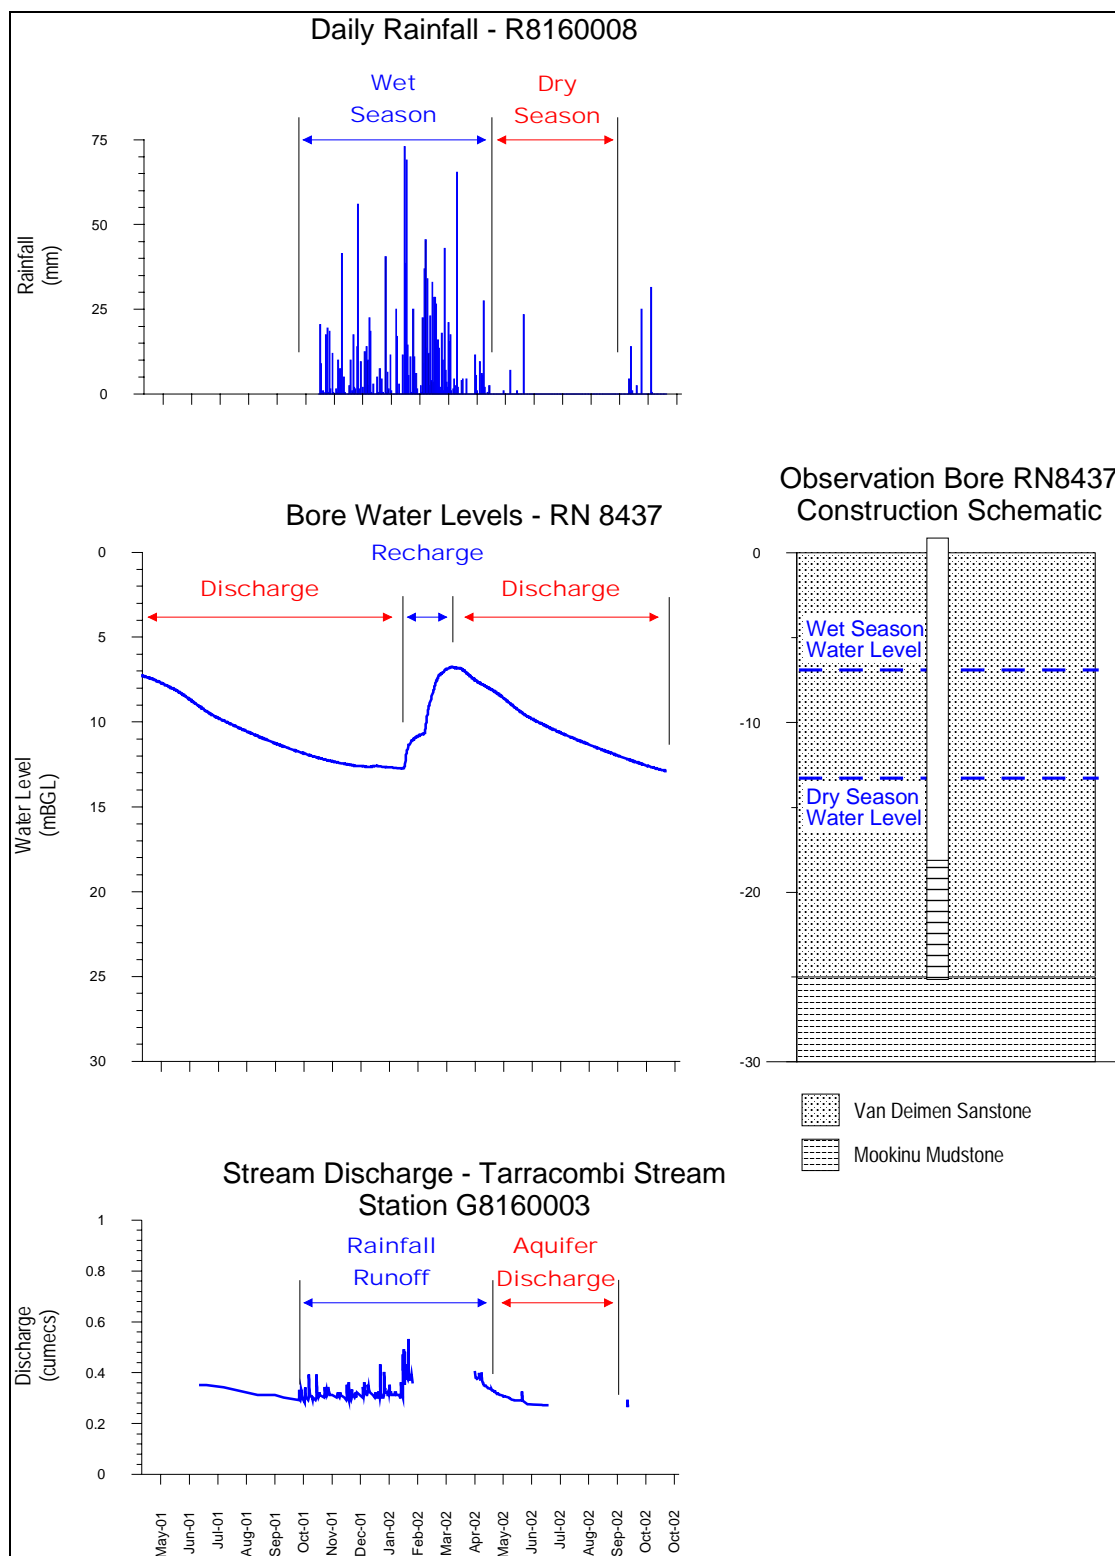 Daily Rainfall - R8160008
Wet
Season
Dry
Season
75
50
25
0
Rainfall
(mm)
Bore Water Levels - RN 8437
Recharge
Discharge
Discharge
0
5
10
15
20
25
30
Water Level
(mBGL)
Observation Bore RN8437
Construction Schematic
0
-10
-20
-30
Wet Season
Water Level
Dry Season
Water Level
Van Deimen Sanstone
Mookinu Mudstone
Stream Discharge - Tarracombi Stream
Station G8160003
Rainfall
Runoff
Aquifer
Discharge
1
0.8
0.6
0.4
0.2
0
Discharge
(cumecs)
May-01
Jun-01
Jul-01
Aug-01
Sep-01
Oct-01
Nov-01
Dec-01
Jan-02
Feb-02
Mar-02
Apr-02
May-02
Jun-02
Jul-02
Aug-02
Sep-02
Oct-02
Oct-02